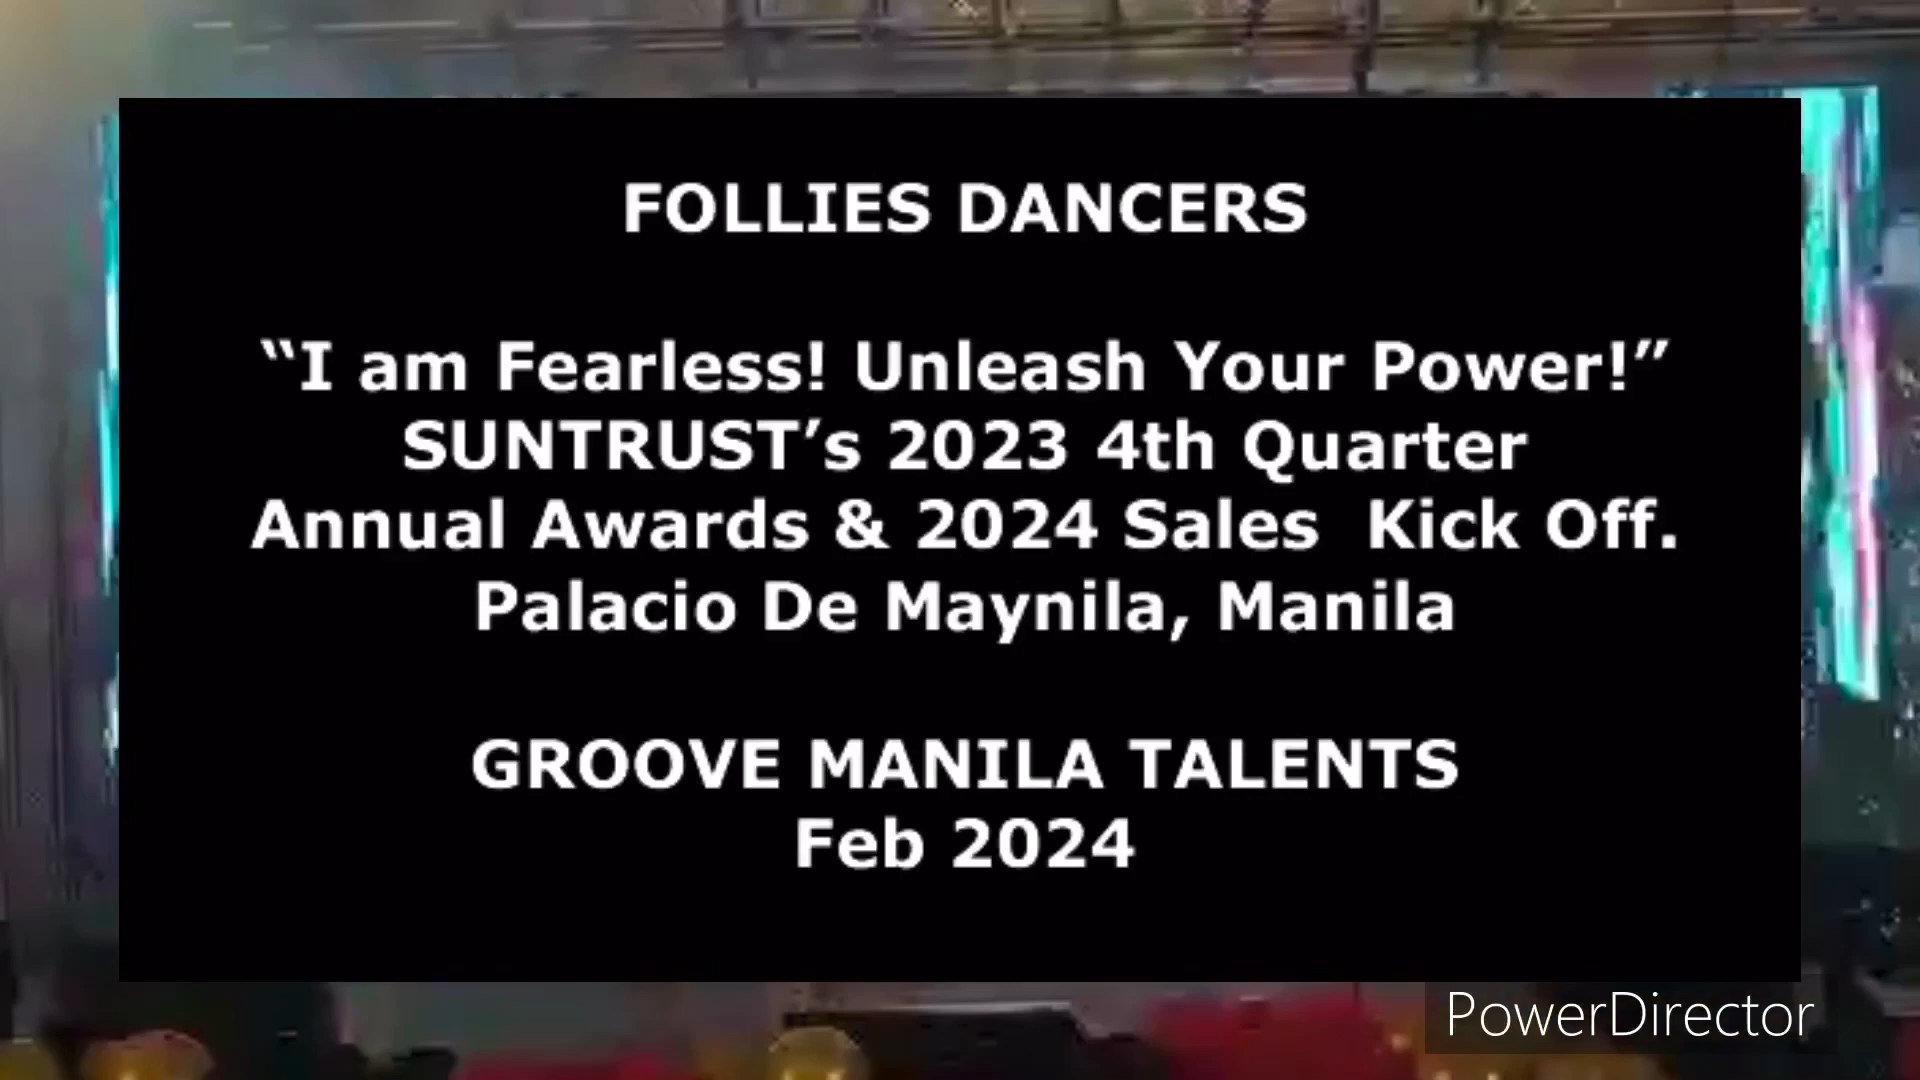 FOLLIES DANCERS
“I am Fearless! Unleash Your Power!”
SUNTRUST’s 2023 4th Quarter
Annual Awards & 2024 Sales  Kick Off.
Palacio De Maynila, Manila
GROOVE MANILA TALENTS
Feb 2024
PowerDirector